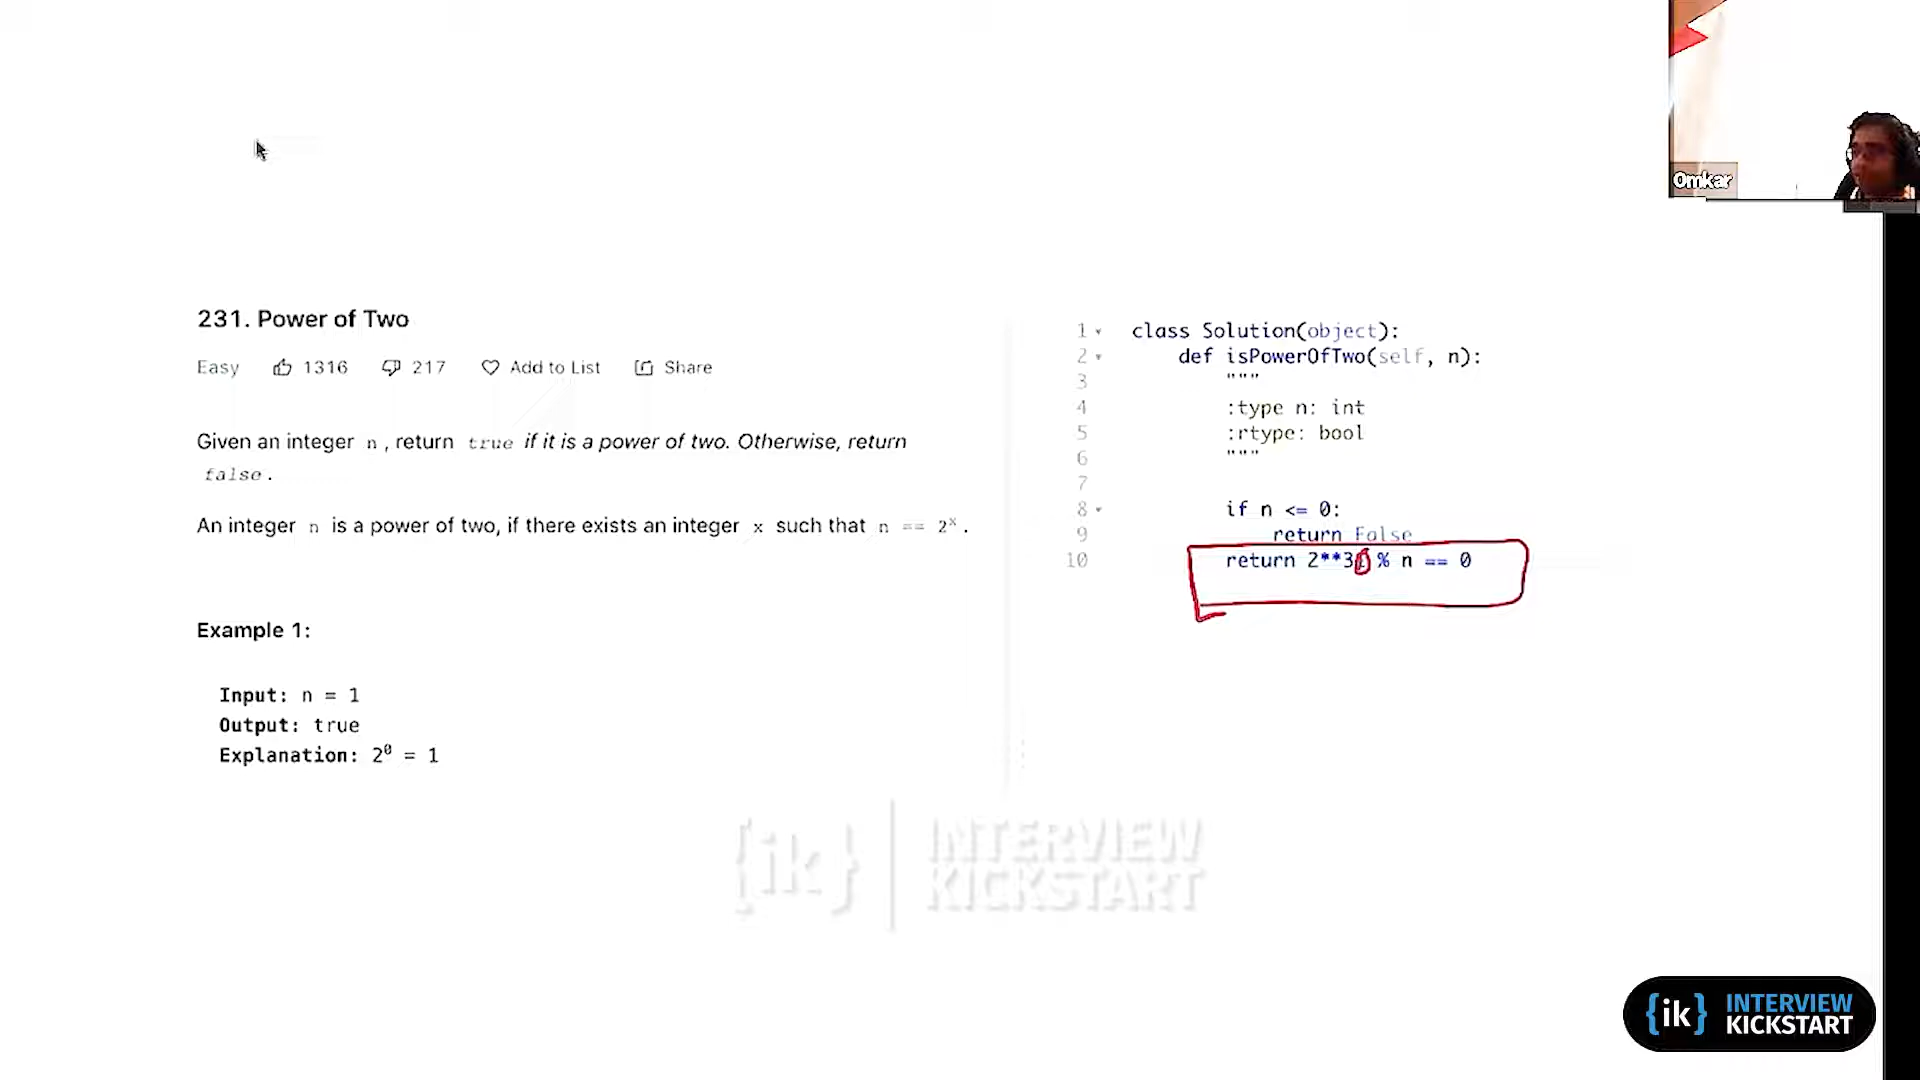 Omkar
231. Power of Two
Easy 1316 217 Add to List Share
Given an integer n , return true if it is a power of two. Otherwise, return
false .
An integer n is a power of two, if there exists an integer x such that n == 2ˣ .
Example 1:
Input: n = 1
Output: true
Explanation: 2⁰ = 1
1 class Solution(object):
2 def isPowerOfTwo(self, n):
3 """
4 :type n: int
5 :rtype: bool
6 """
7
8 if n <= 0:
9 return False
10 return 2**31 % n == 0
{ik} INTERVIEW
KICKSTART
{ik} INTERVIEW
KICKSTART